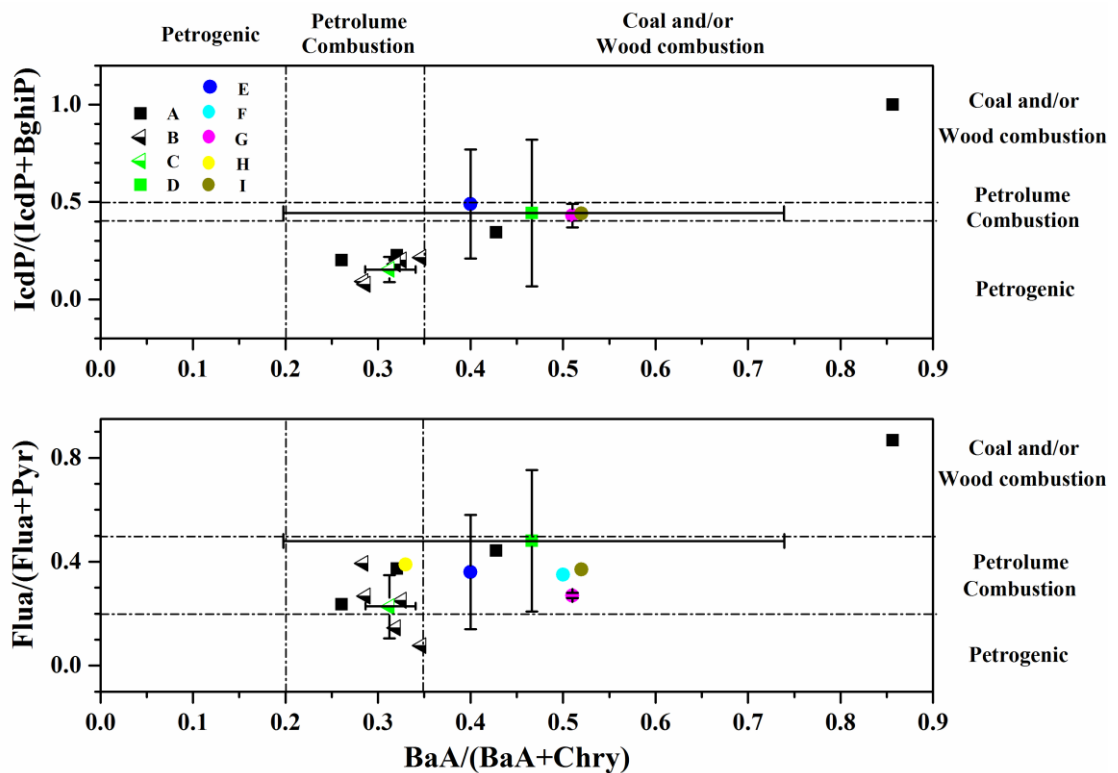 Petrogenic
Petrolume
Combustion
Coal and/or
Wood combustion
IcdP/(IcdP+BghiP)
1.0
0.5
0.0
A
B
C
D
E
F
G
H
I
Coal and/or
Wood combustion
Petrolume
Combustion
Petrogenic
0.0 0.1 0.2 0.3 0.4 0.5 0.6 0.7 0.8 0.9
Flua/(Flua+Pyr)
0.8
0.4
0.0
Coal and/or
Wood combustion
Petrolume
Combustion
Petrogenic
0.0 0.1 0.2 0.3 0.4 0.5 0.6 0.7 0.8 0.9
BaA/(BaA+Chry)